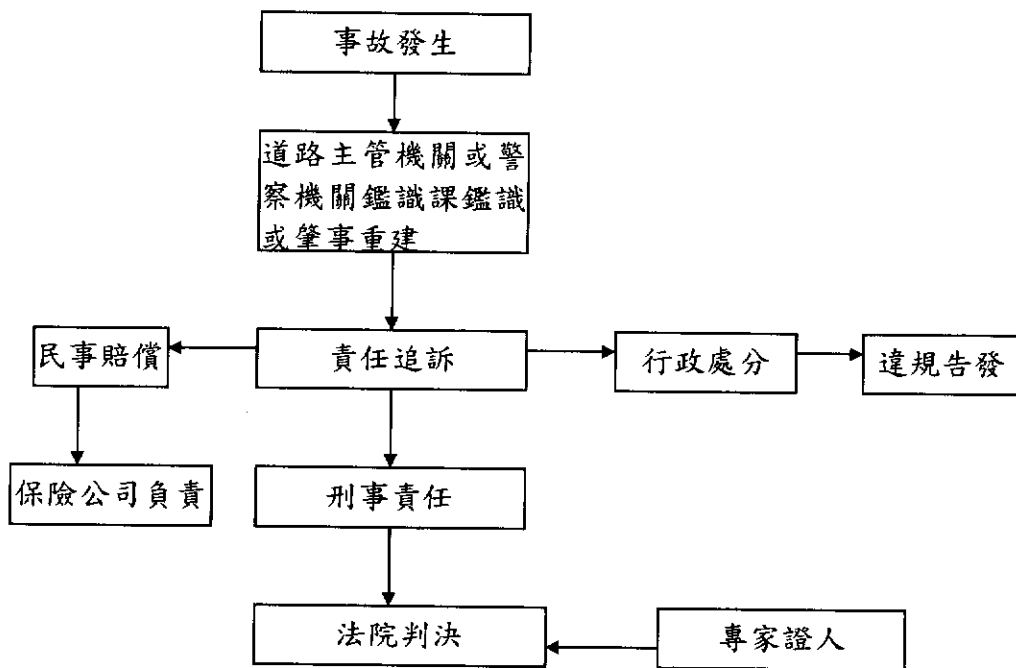 事故發生
道路主管機關或警
察機關鑑識課鑑識
或肇事重建
民事賠償
責任追訴
行政處分
違規告發
保險公司負責
刑事責任
法院判決
專家證人